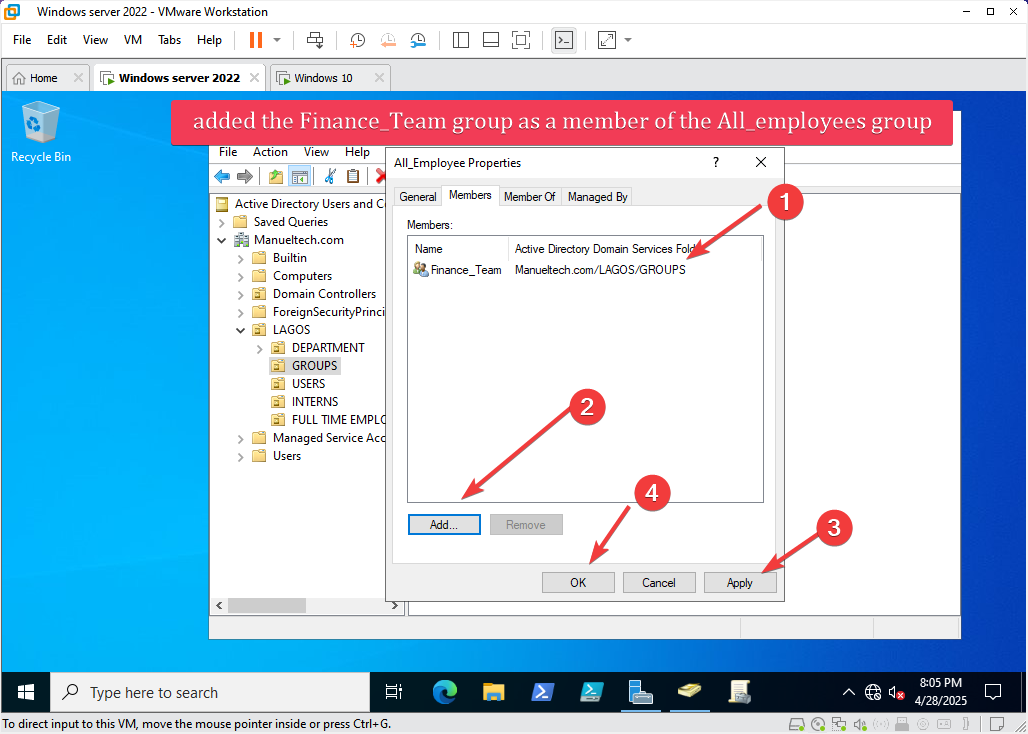 Windows server 2022 - VMware Workstation
File Edit View VM Tabs Help
Home Windows server 2022 Windows 10
Recycle Bin
added the Finance_Team group as a member of the All_employees group
File Action View Help
Active Directory Users and Co
Saved Queries
Manueltech.com
Builtin
Computers
Domain Controllers
ForeignSecurityPrinci
LAGOS
DEPARTMENT
GROUPS
USERS
INTERNS
FULL TIME EMPLO
Managed Service Acc
Users
All_Employee Properties ?
General Members Member Of Managed By
Members:
Name Active Directory Domain Services Fold
Finance_Team Manueltech.com/LAGOS/GROUPS
1
2
4
3
Add... Remove
OK Cancel Apply
Type here to search
8:05 PM
4/28/2025
To direct input to this VM, move the mouse pointer inside or press Ctrl+G.